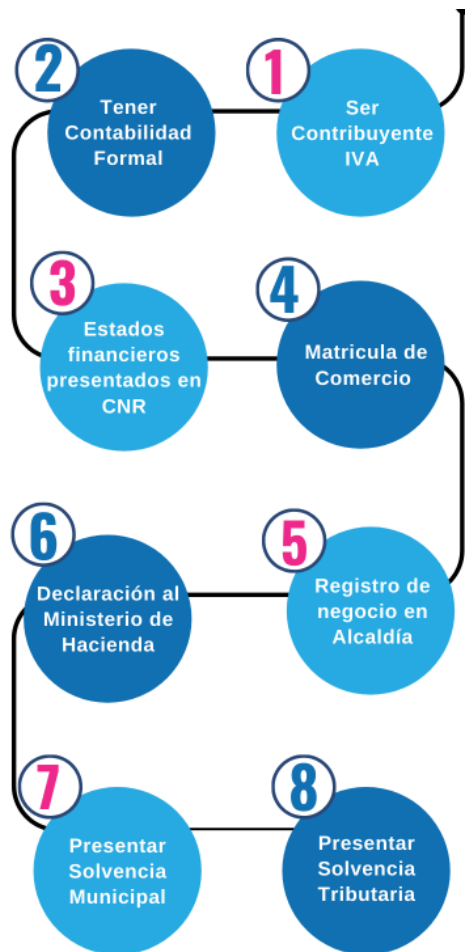 1
Ser
Contribuyente
IVA
2
Tener
Contabilidad
Formal
3
Estados
financieros
presentados en
CNR
4
Matricula de
Comercio
5
Registro de
negocio en
Alcaldía
6
Declaración al
Ministerio de
Hacienda
7
Presentar
Solvencia
Municipal
8
Presentar
Solvencia
Tributaria